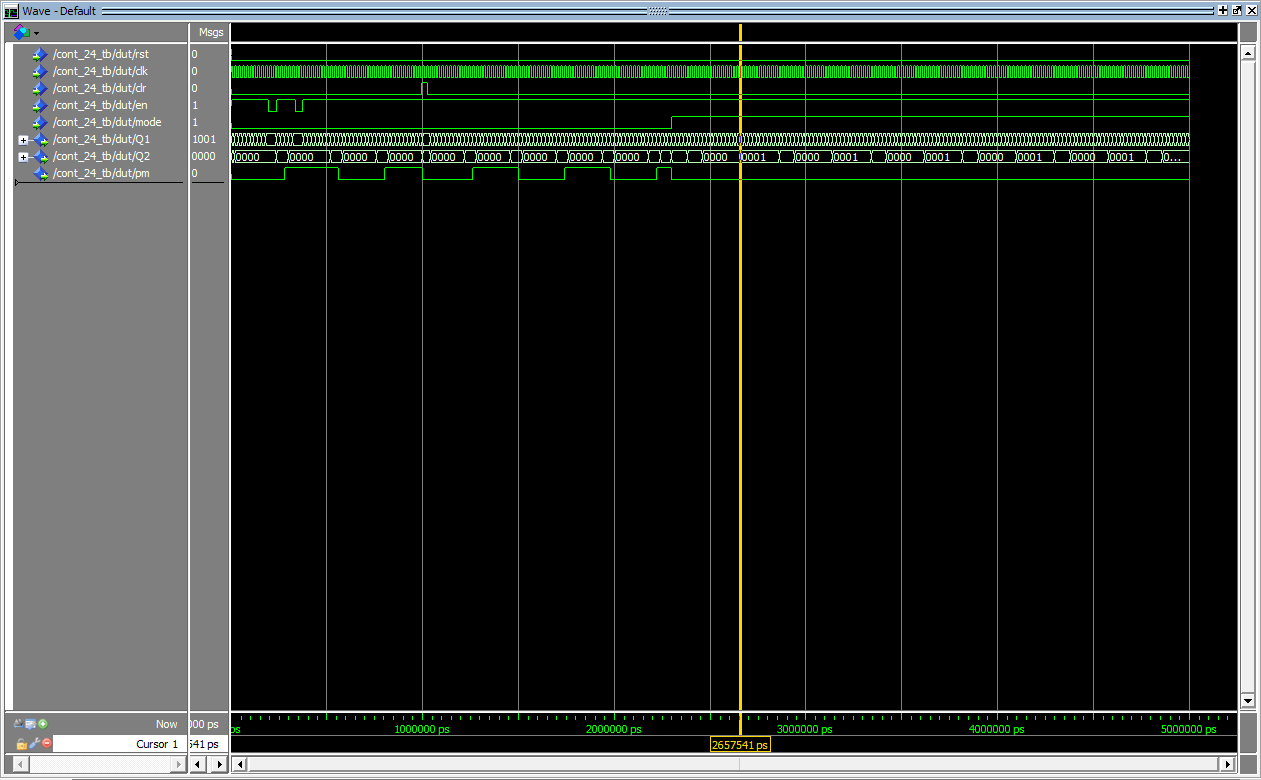 Wave - Default
Msgs
/cont_24_tb/dut/rst 0
/cont_24_tb/dut/clk 0
/cont_24_tb/dut/clr 0
/cont_24_tb/dut/en 1
/cont_24_tb/dut/mode 1
/cont_24_tb/dut/Q1 1001
/cont_24_tb/dut/Q2 0000 0000 0000 0000 0000 0000 0000 0000 0000 0000 0000 0001 0000 0001 0000 0001 0000 0001 0000 0001 0...
/cont_24_tb/dut/pm 0
Now 000 ps ps 1000000 ps 2000000 ps 3000000 ps 4000000 ps 5000000 ps
Cursor 1 541 ps 2657541 ps